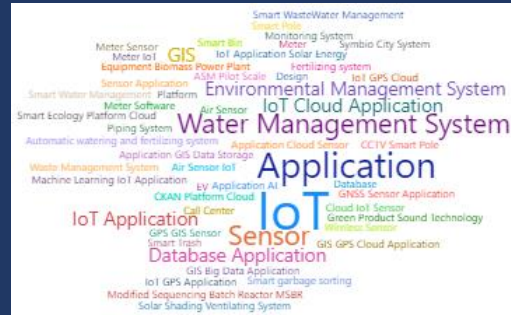 Smart WasteWater Management
Smart Pole
Monitoring System
Meter Sensor Smart Bin Meter Symbio City System
Meter IoT GIS IoT Application Solar Energy
Equipment Biomass Power Plant Fertilizing system
ASM Pilot Scale Design IoT GPS Cloud
Sensor Application Environmental Management System
Smart Water Management Platform
Meter Software Air Sensor IoT Cloud Application
Smart Ecology Platform Cloud
Piping System Water Management System
Automatic watering and fertilizing system Application Cloud Sensor CCTV Smart Pole
Application GIS Data Storage
Waste Management System Air Sensor IoT Application
Machine Learning IoT Application Database
EV Application AI GNSS Sensor Application
CKAN Platform Cloud IoT Cloud IoT Sensor
Call Center Green Product Sound Technology
IoT Application Wireless Sensor
GPS GIS Sensor Sensor
Smart Trash GIS GPS Cloud Application
Database Application
GIS Big Data Application
IoT GPS Application Smart garbage sorting
Modified Sequencing Batch Reactor MSBR
Solar Shading Ventilating System